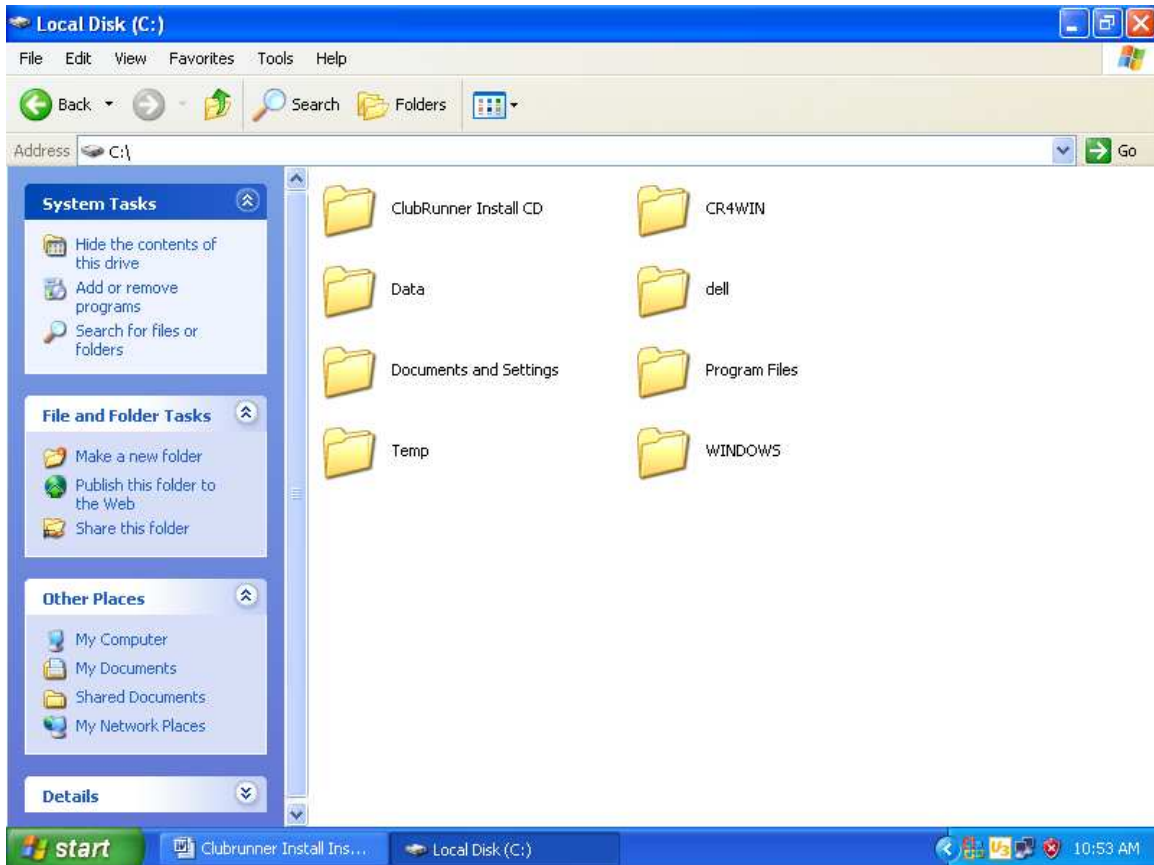 Local Disk (C:)
File Edit View Favorites Tools Help
Back Search Folders
Address C:\ Go
System Tasks
Hide the contents of
this drive
Add or remove
programs
Search for files or
folders
File and Folder Tasks
Make a new folder
Publish this folder to
the Web
Share this folder
Other Places
My Computer
My Documents
Shared Documents
My Network Places
Details
ClubRunner Install CD CR4WIN
Data dell
Documents and Settings Program Files
Temp WINDOWS
start Clubrunner Install Ins... Local Disk (C:) V3 10:53 AM